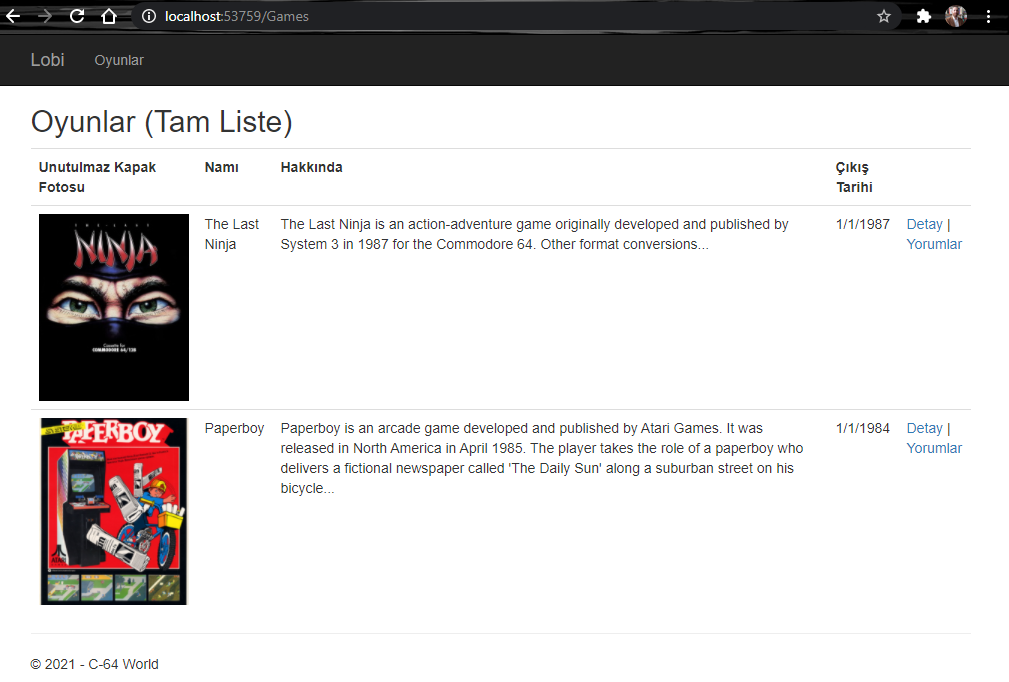 localhost:53759/Games
Lobi Oyunlar
Oyunlar (Tam Liste)
Unutulmaz Kapak
Fotosu
Namı
Hakkında
Çıkış
Tarihi
THE LAST
NINJA
Cassette for
COMMODORE 64/128
The Last
Ninja
The Last Ninja is an action-adventure game originally developed and published by
System 3 in 1987 for the Commodore 64. Other format conversions...
1/1/1987
Detay |
Yorumlar
PAPERBOY
ATARI
Paperboy
Paperboy is an arcade game developed and published by Atari Games. It was
released in North America in April 1985. The player takes the role of a paperboy who
delivers a fictional newspaper called 'The Daily Sun' along a suburban street on his
bicycle...
1/1/1984
Detay |
Yorumlar
© 2021 - C-64 World